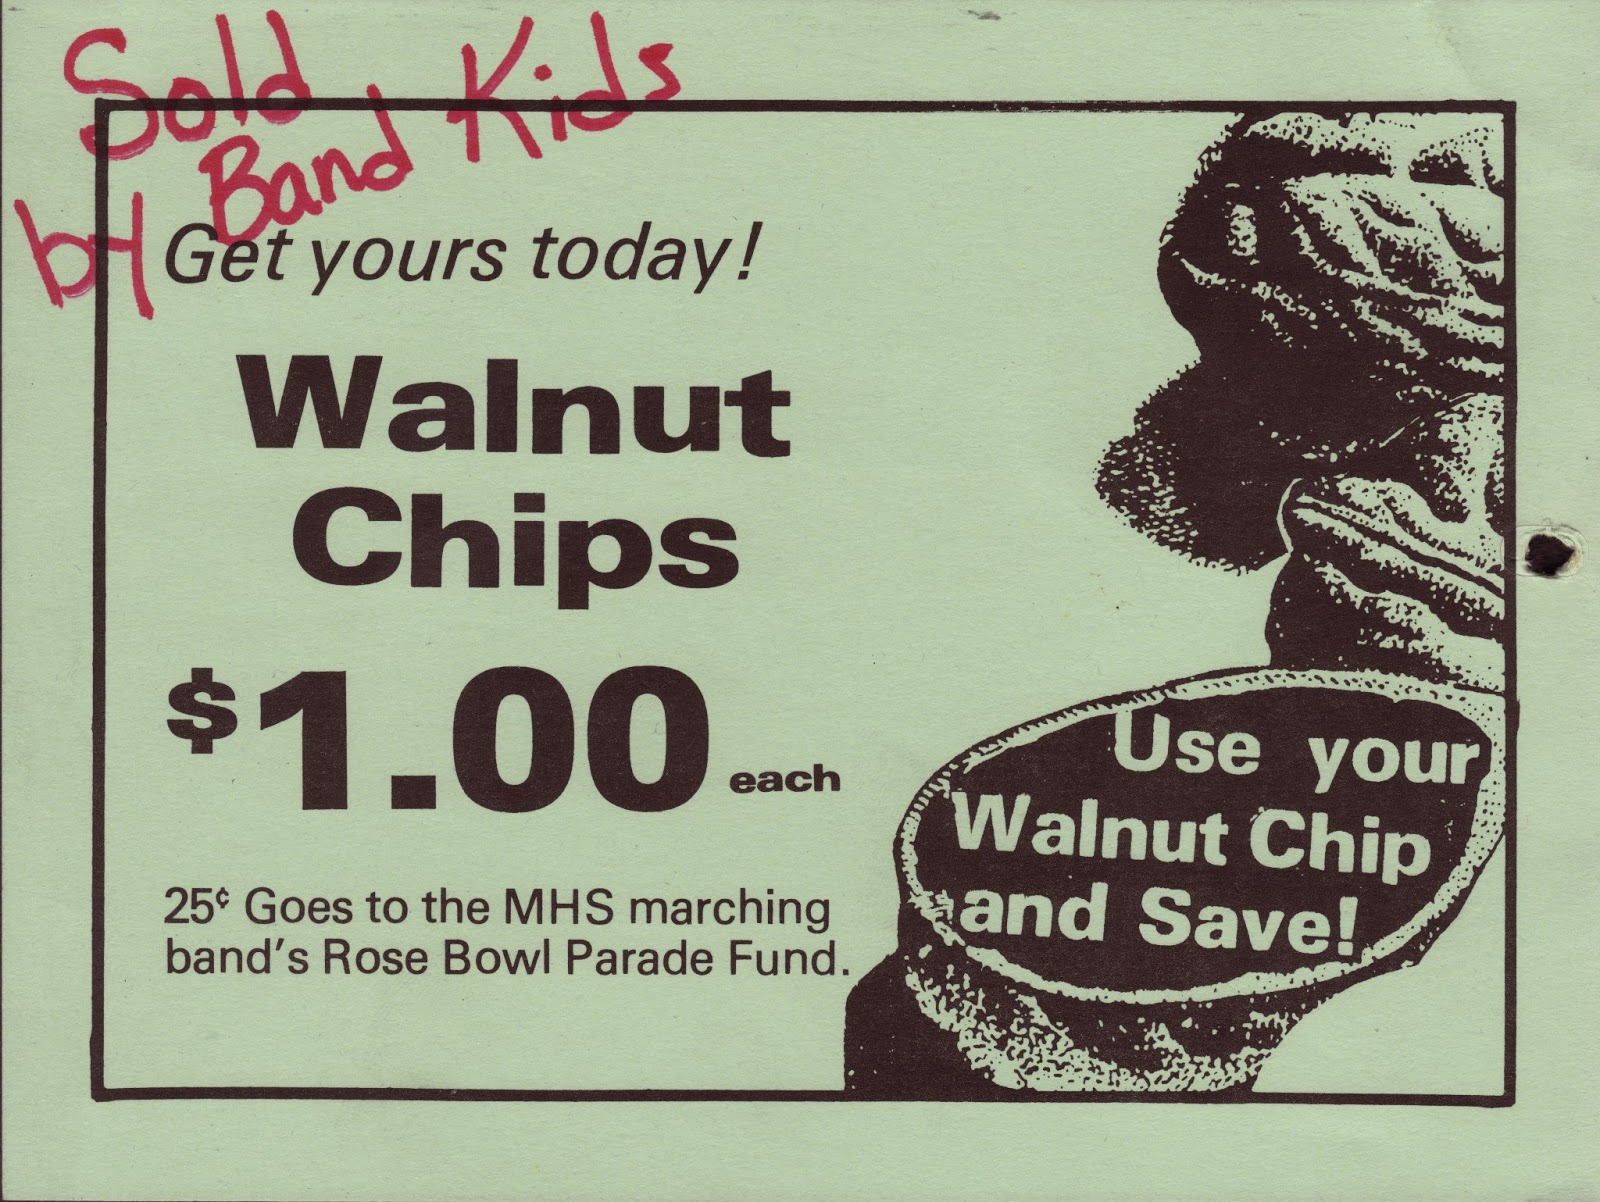 Sold
by Band Kids
Get yours today!
Walnut
Chips
$1.00 each
25¢ Goes to the MHS marching
band's Rose Bowl Parade Fund.
Use your
Walnut Chip
and Save!